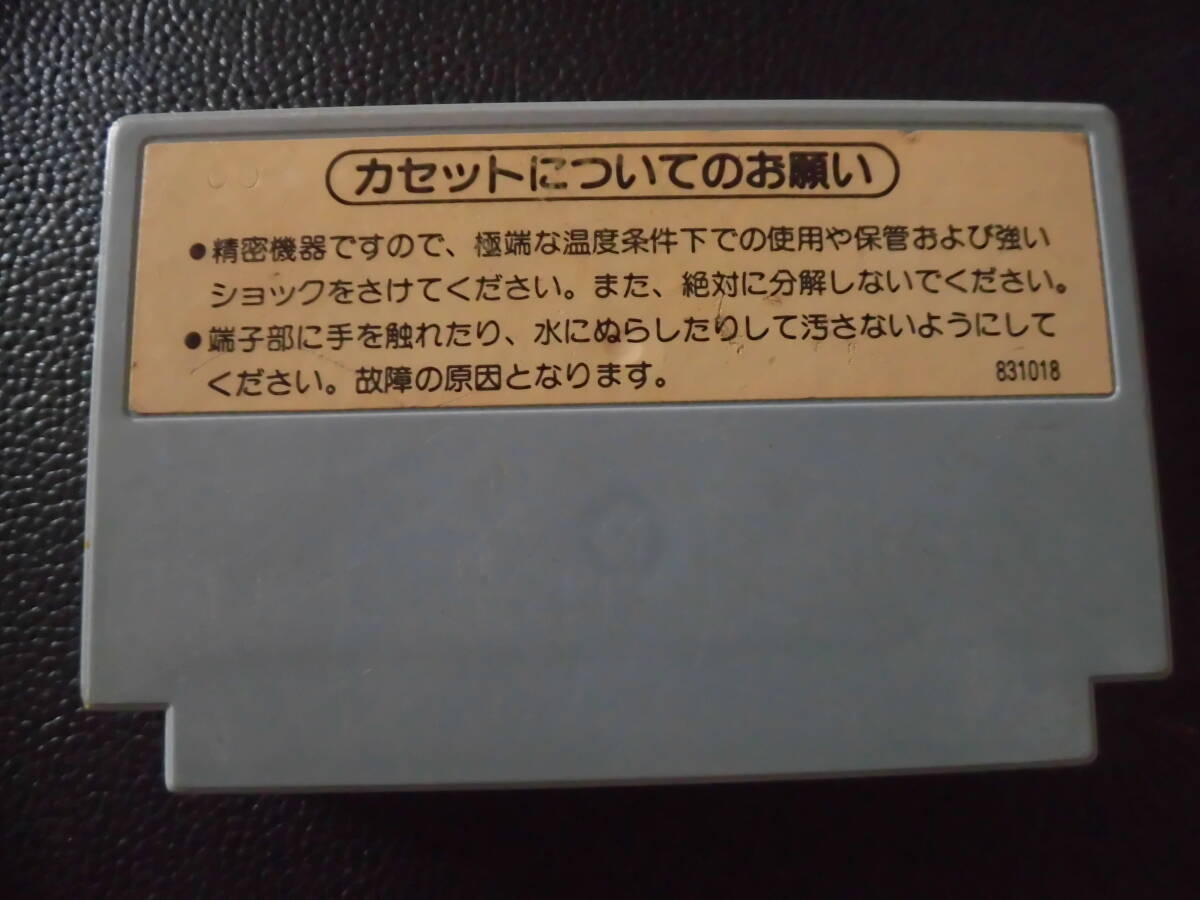 カセットについてのお願い
●精密機器ですので、極端な温度条件下での使用や保管および強い
ショックをさけてください。また、絶対に分解しないでください。
●端子部に手を触れたり、水にぬらしたりして汚さないようにして
ください。故障の原因となります。 831018